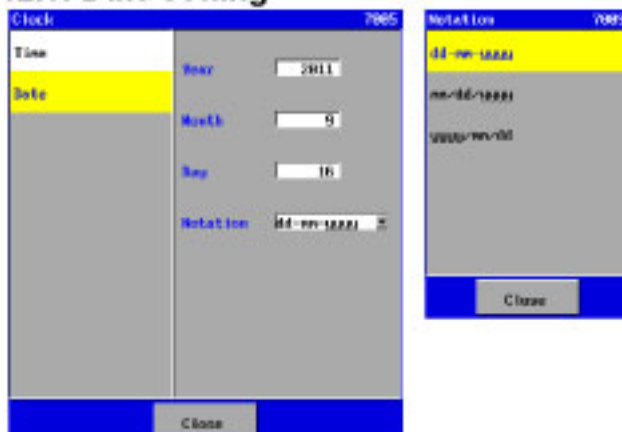 Clock 7005
Time
Date
Year 2011
Month 9
Day 16
Notation dd-mm-yyyy
Close
Notation 7009
dd-mm-yyyy
mm/dd/yyyy
yyyy/mm/dd
Close